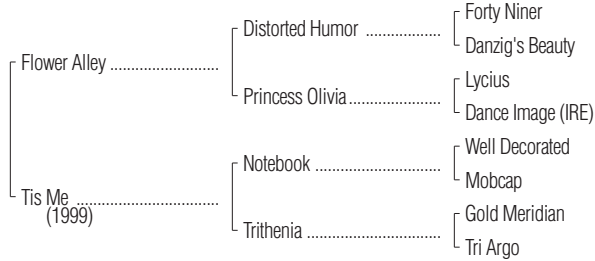 Forty Niner
Distorted Humor ..................
Danzig's Beauty
Flower Alley ..........................
Lycius
Princess Olivia......................
Dance Image (IRE)
Well Decorated
Notebook ..............................
Mobcap
Tis Me ..................................
(1999)
Gold Meridian
Trithenia ................................
Tri Argo